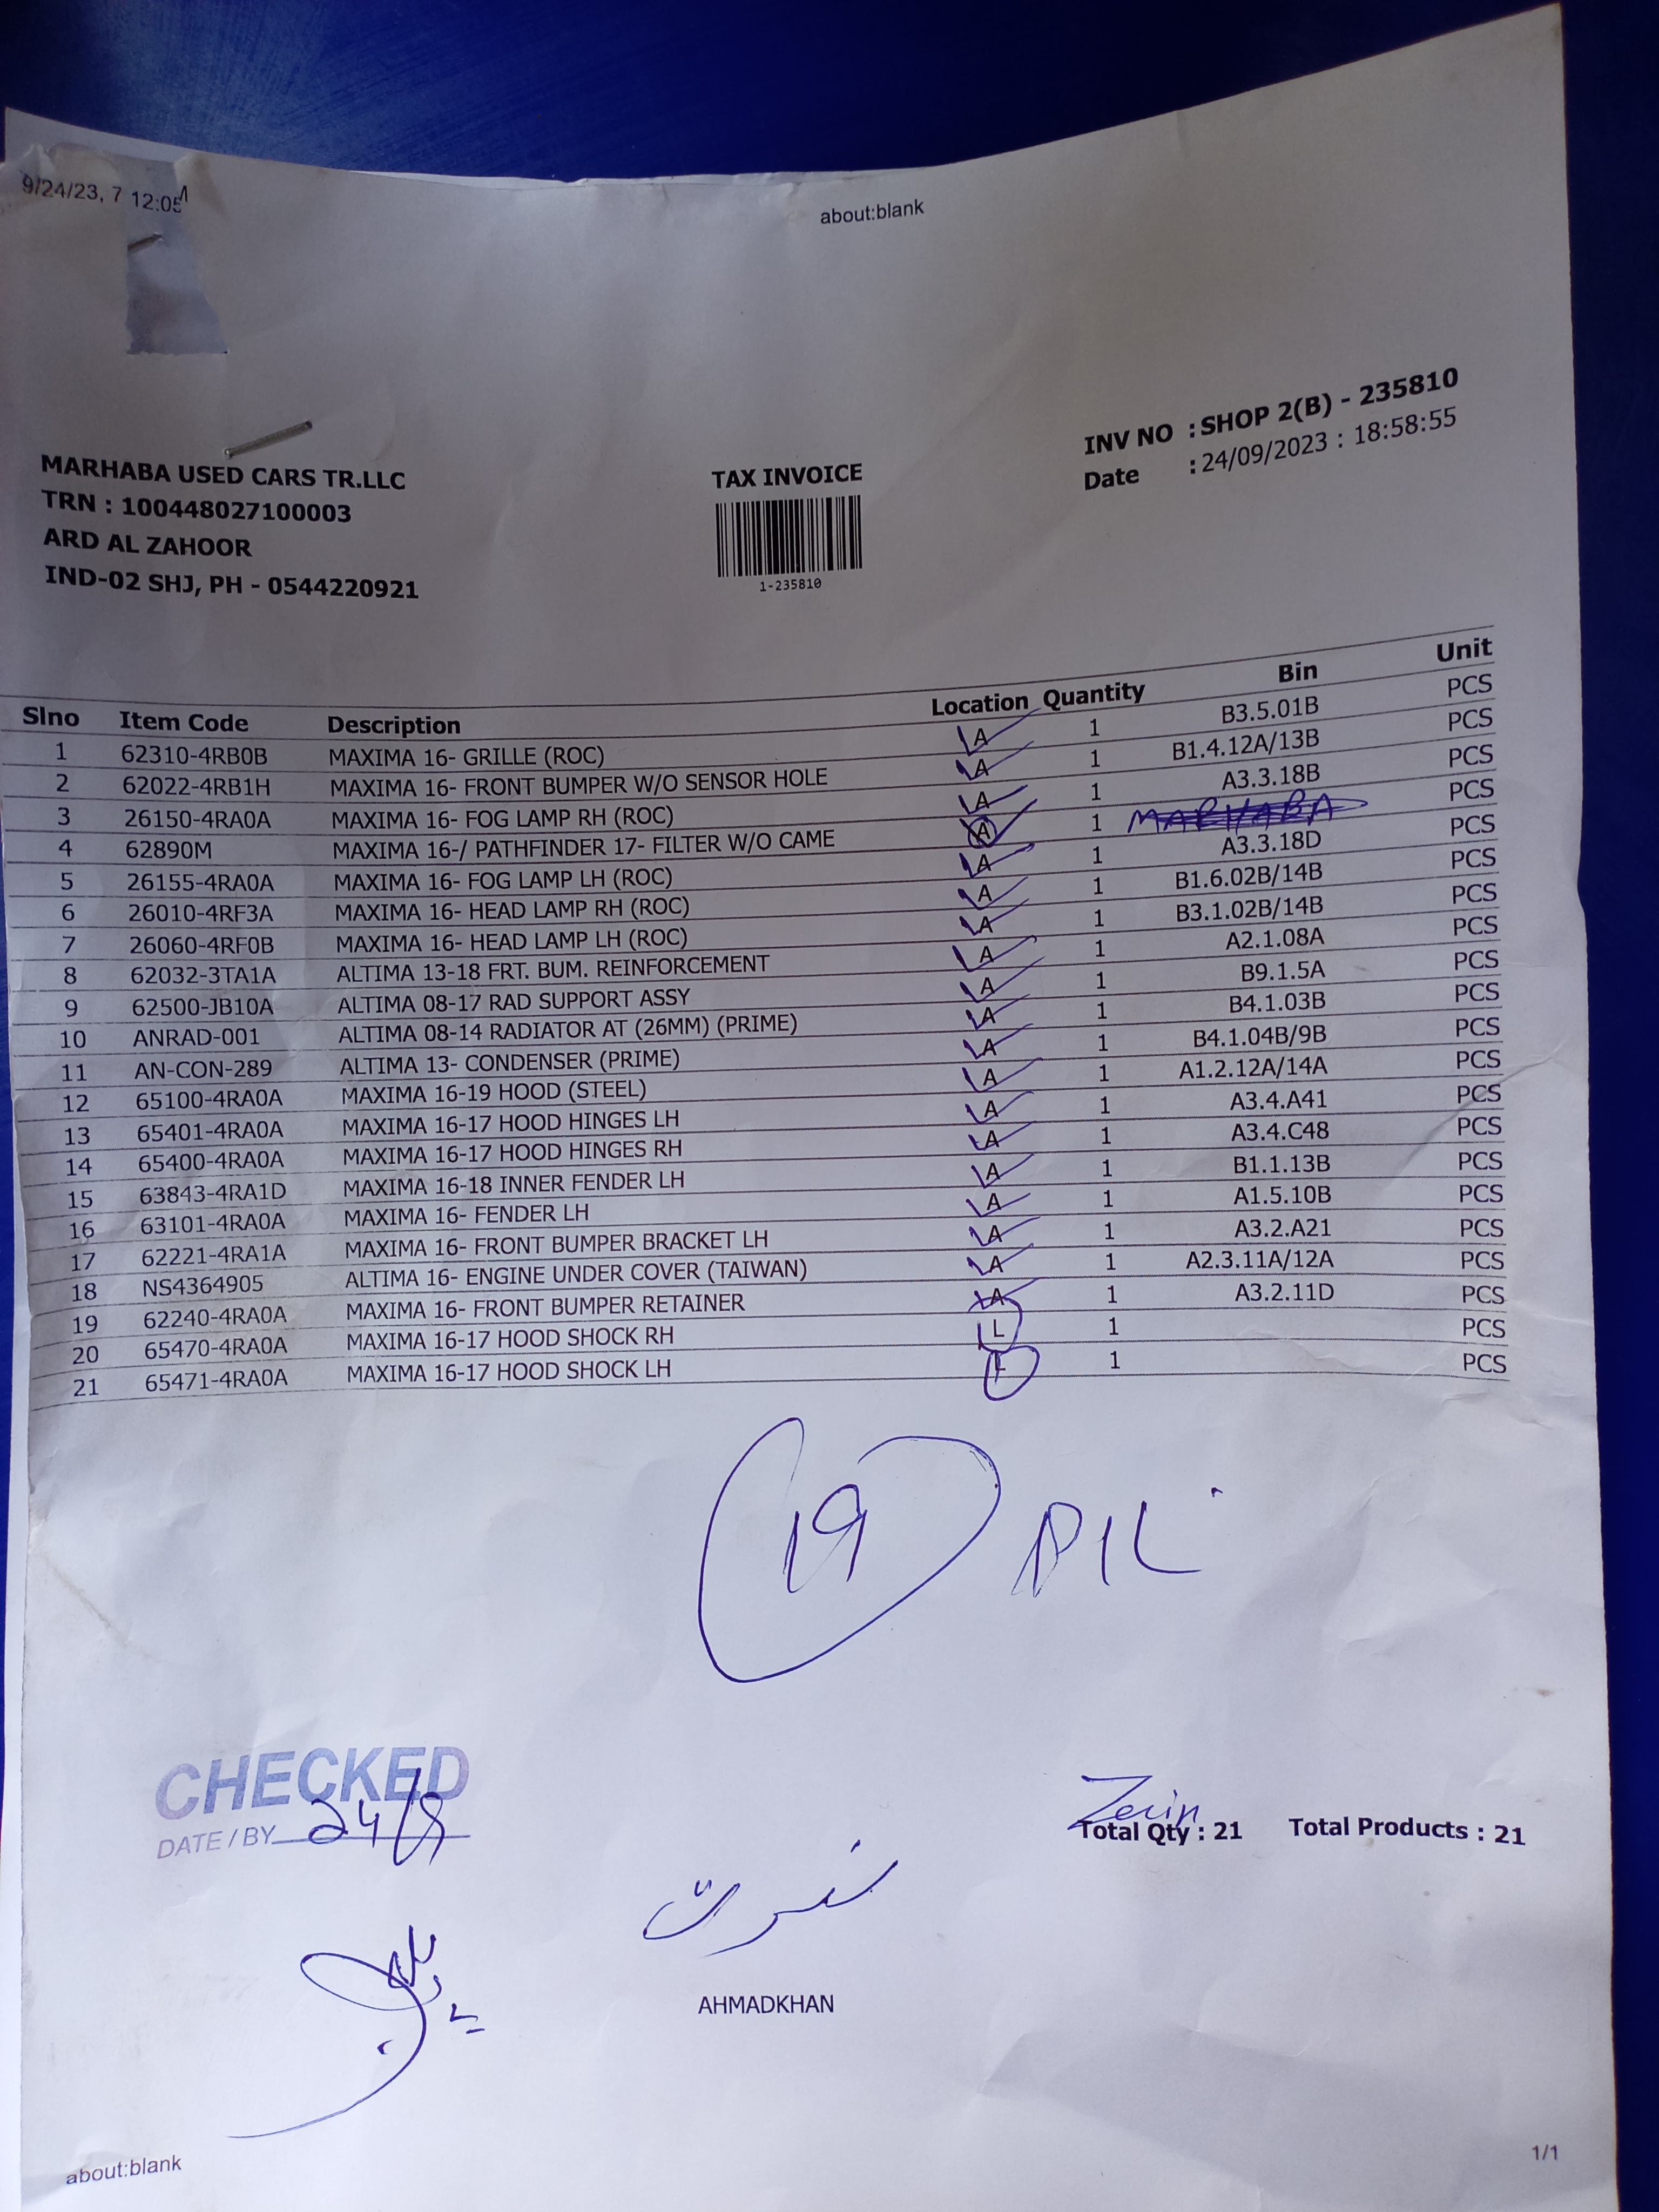 9/24/23, 7 12:05
about:blank
INV NO : SHOP 2(B) - 235810
Date : 24/09/2023 : 18:58:55
MARHABA USED CARS TR.LLC
TRN : 100448027100003
ARD AL ZAHOOR
IND-02 SHJ, PH - 0544220921
TAX INVOICE
1-235810
Slno Item Code Description Location Quantity Bin Unit
1 62310-4RB0B MAXIMA 16- GRILLE (ROC) A 1 B3.5.01B PCS
2 62022-4RB1H MAXIMA 16- FRONT BUMPER W/O SENSOR HOLE A 1 B1.4.12A/13B PCS
3 26150-4RA0A MAXIMA 16- FOG LAMP RH (ROC) A 1 A3.3.18B PCS
4 62890M MAXIMA 16-/ PATHFINDER 17- FILTER W/O CAME A 1 MARHABA PCS
5 26155-4RA0A MAXIMA 16- FOG LAMP LH (ROC) A 1 A3.3.18D PCS
6 26010-4RF3A MAXIMA 16- HEAD LAMP RH (ROC) A 1 B1.6.02B/14B PCS
7 26060-4RF0B MAXIMA 16- HEAD LAMP LH (ROC) A 1 B3.1.02B/14B PCS
8 62032-3TA1A ALTIMA 13-18 FRT. BUM. REINFORCEMENT A 1 A2.1.08A PCS
9 62500-JB10A ALTIMA 08-17 RAD SUPPORT ASSY A 1 B9.1.5A PCS
10 ANRAD-001 ALTIMA 08-14 RADIATOR AT (26MM) (PRIME) A 1 B4.1.03B PCS
11 AN-CON-289 ALTIMA 13- CONDENSER (PRIME) A 1 B4.1.04B/9B PCS
12 65100-4RA0A MAXIMA 16-19 HOOD (STEEL) A 1 A1.2.12A/14A PCS
13 65401-4RA0A MAXIMA 16-17 HOOD HINGES LH A 1 A3.4.A41 PCS
14 65400-4RA0A MAXIMA 16-17 HOOD HINGES RH A 1 A3.4.C48 PCS
15 63843-4RA1D MAXIMA 16-18 INNER FENDER LH A 1 B1.1.13B PCS
16 63101-4RA0A MAXIMA 16- FENDER LH A 1 A1.5.10B PCS
17 62221-4RA1A MAXIMA 16- FRONT BUMPER BRACKET LH A 1 A3.2.A21 PCS
18 NS4364905 ALTIMA 16- ENGINE UNDER COVER (TAIWAN) A 1 A2.3.11A/12A PCS
19 62240-4RA0A MAXIMA 16- FRONT BUMPER RETAINER A 1 A3.2.11D PCS
20 65470-4RA0A MAXIMA 16-17 HOOD SHOCK RH L 1 PCS
21 65471-4RA0A MAXIMA 16-17 HOOD SHOCK LH L 1 PCS
19
CHECKED
DATE / BY 24/9
Total Qty : 21 Total Products : 21
AHMADKHAN
about:blank
1/1